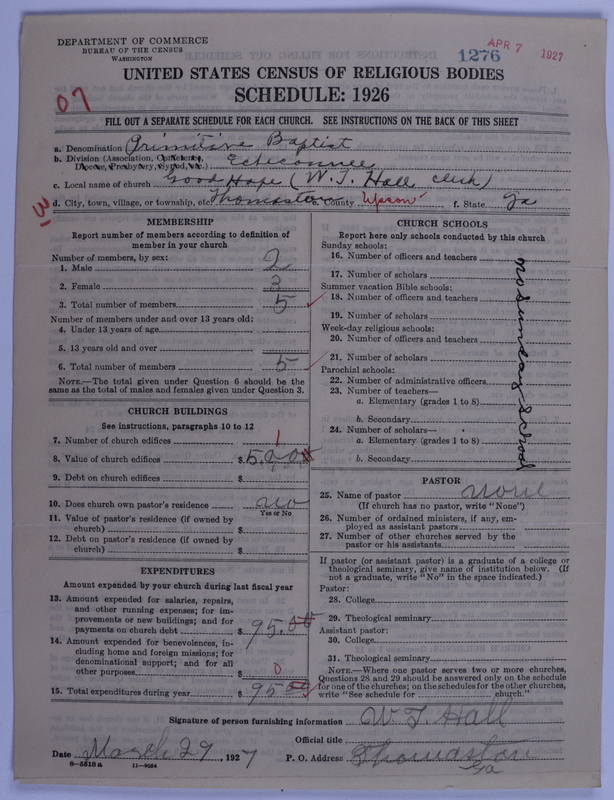 DEPARTMENT OF COMMERCE
BUREAU OF THE CENSUS
WASHINGTON
1276
APR 7 1927
UNITED STATES CENSUS OF RELIGIOUS BODIES
SCHEDULE: 1926
07
FILL OUT A SEPARATE SCHEDULE FOR EACH CHURCH. SEE INSTRUCTIONS ON THE BACK OF THIS SHEET
a. Denomination Primitive Baptist
b. Division (Association, Conference, Diocese, Presbytery, Synod, etc.) Echeconnee
c. Local name of church Good Hope (W. T. Hall clerk)
d. City, town, village, or township, etc. Thomaston e. County Upson f. State Ga
MEMBERSHIP
Report number of members according to definition of
member in your church
Number of members, by sex:
1. Male 2
2. Female 3
3. Total number of members 5
Number of members under and over 13 years old:
4. Under 13 years of age
5. 13 years old and over
6. Total number of members 5
NOTE.—The total given under Question 6 should be the
same as the total of males and females given under Question 3.
CHURCH BUILDINGS
See instructions, paragraphs 10 to 12
7. Number of church edifices 1
8. Value of church edifices $
9. Debt on church edifices $
10. Does church own pastor's residence no
Yes or No
11. Value of pastor's residence (if owned by
church) $
12. Debt on pastor's residence (if owned by
church) $
EXPENDITURES
Amount expended by your church during last fiscal year
13. Amount expended for salaries, repairs,
and other running expenses; for im-
provements or new buildings; and for
payments on church debt $ 95.00
14. Amount expended for benevolences, in-
cluding home and foreign missions; for
denominational support; and for all
other purposes $ 0
15. Total expenditures during year $ 95.00
CHURCH SCHOOLS
Report here only schools conducted by this church
Sunday schools:
16. Number of officers and teachers
17. Number of scholars
Summer vacation Bible schools:
18. Number of officers and teachers
19. Number of scholars
Week-day religious schools:
20. Number of officers and teachers
21. Number of scholars
Parochial schools:
22. Number of administrative officers
23. Number of teachers—
a. Elementary (grades 1 to 8)
b. Secondary
24. Number of scholars—
a. Elementary (grades 1 to 8)
b. Secondary
no Sunday School
PASTOR
25. Name of pastor none
(If church has no pastor, write "None")
26. Number of ordained ministers, if any, em-
ployed as assistant pastors
27. Number of other churches served by the
pastor or his assistants
If pastor (or assistant pastor) is a graduate of a college or
theological seminary, give name of institution below. (If
not a graduate, write "No" in the space indicated.)
Pastor:
28. College
29. Theological seminary
Assistant pastor:
30. College
31. Theological seminary
NOTE.—Where one pastor serves two or more churches,
Questions 28 and 29 should be answered only on the schedule
for one of the churches; on the schedules for the other churches,
write "See schedule for church."
Signature of person furnishing information W. T. Hall
Official title
Date March 29, 1927 P. O. Address Thomaston
Ga
8-5518a 11-9054